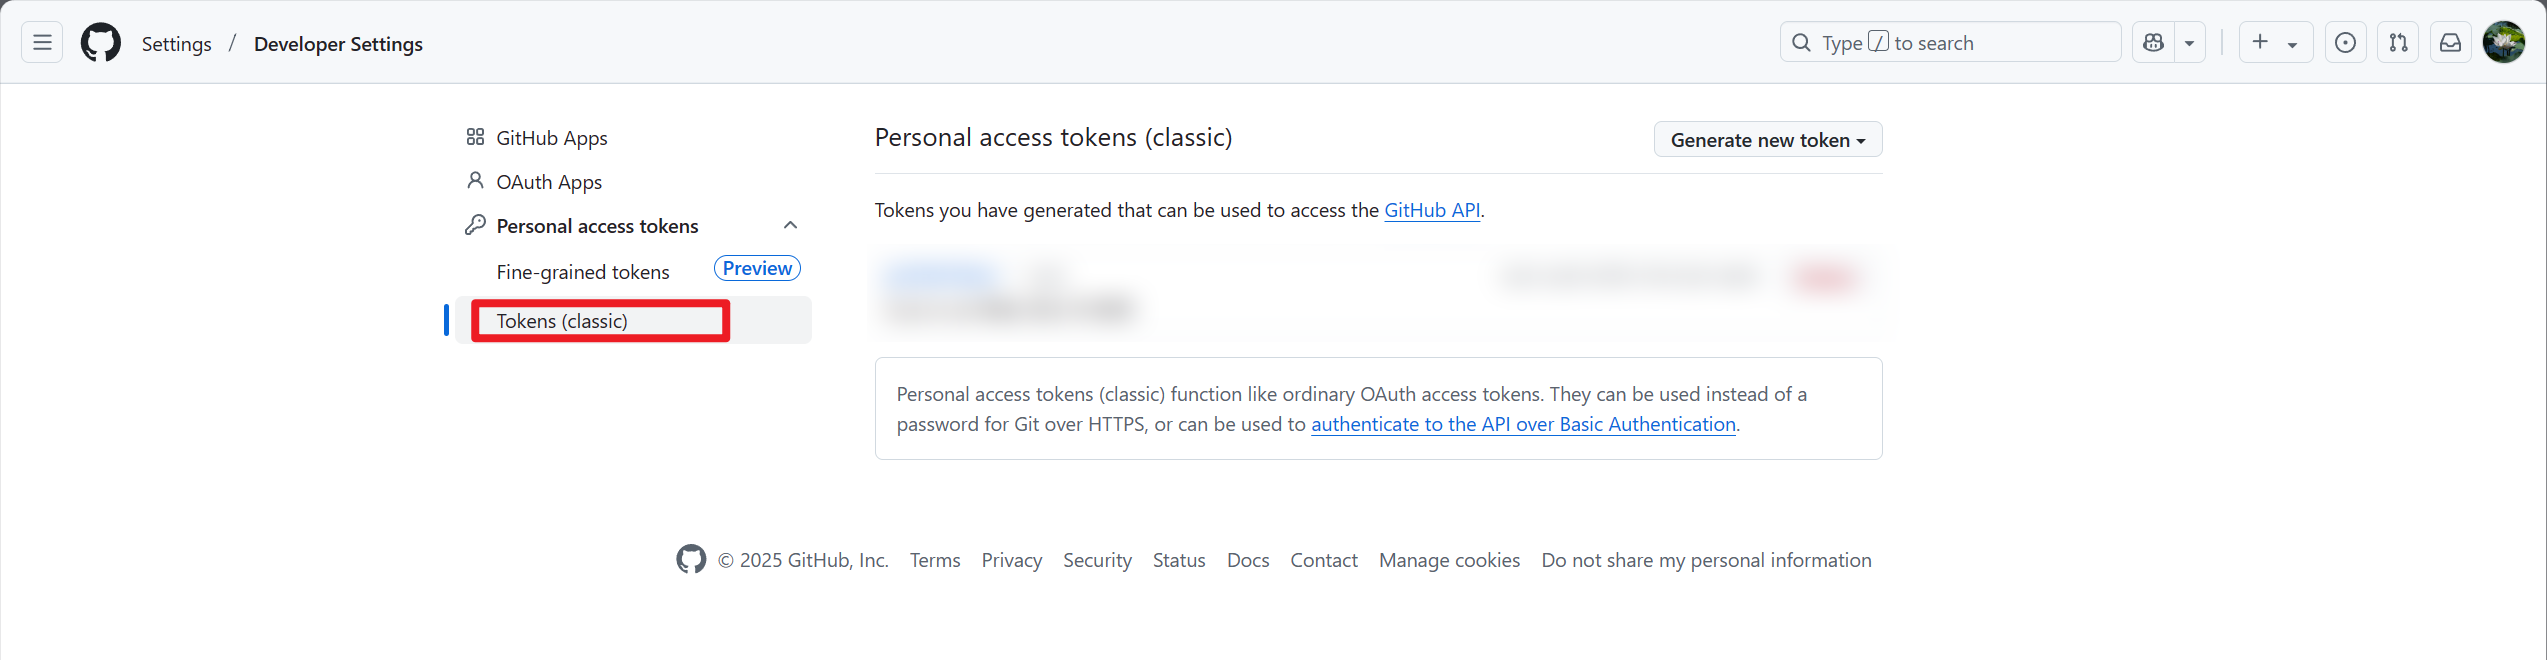 Settings / Developer Settings
Type / to search
GitHub Apps
OAuth Apps
Personal access tokens
Fine-grained tokens Preview
Tokens (classic)
Personal access tokens (classic)
Generate new token
Tokens you have generated that can be used to access the GitHub API.
Personal access tokens (classic) function like ordinary OAuth access tokens. They can be used instead of a
password for Git over HTTPS, or can be used to authenticate to the API over Basic Authentication.
© 2025 GitHub, Inc. Terms Privacy Security Status Docs Contact Manage cookies Do not share my personal information